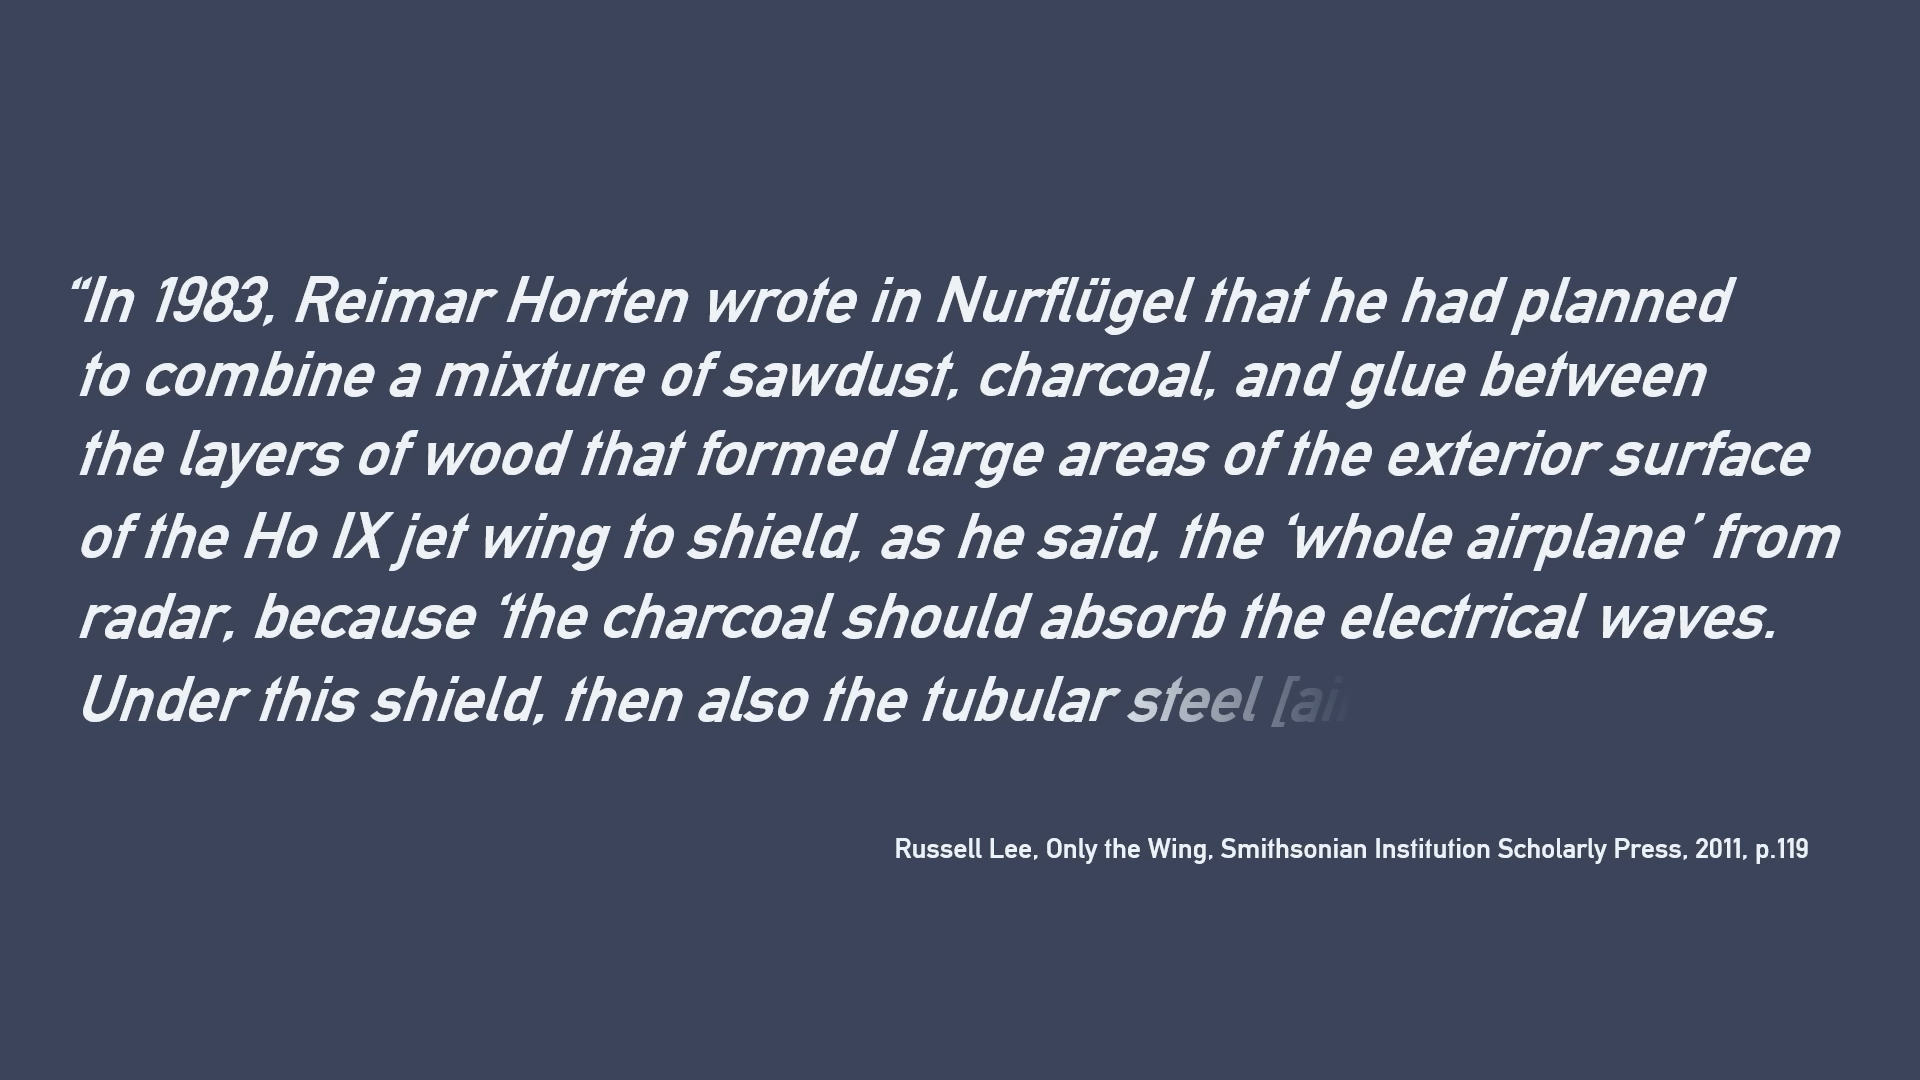 “In 1983, Reimar Horten wrote in Nurflügel that he had planned
to combine a mixture of sawdust, charcoal, and glue between
the layers of wood that formed large areas of the exterior surface
of the Ho IX jet wing to shield, as he said, the ‘whole airplane’ from
radar, because ‘the charcoal should absorb the electrical waves.
Under this shield, then also the tubular steel
Russell Lee, Only the Wing, Smithsonian Institution Scholarly Press, 2011, p.119